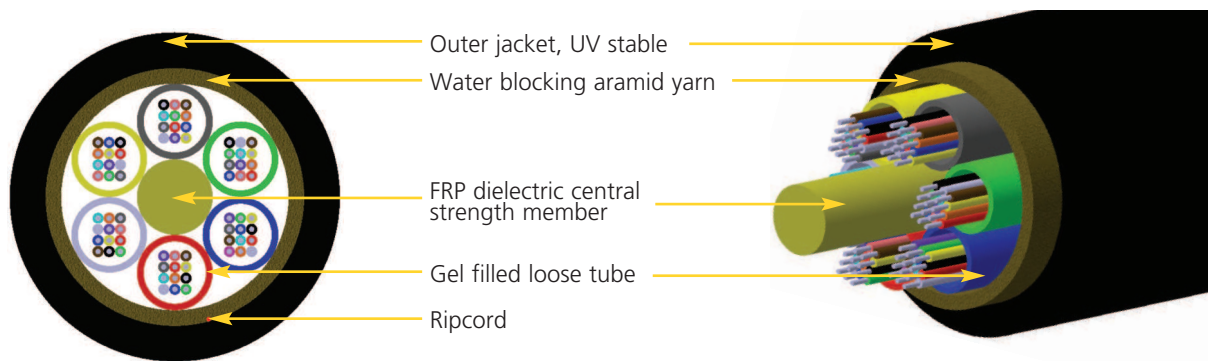 Outer jacket, UV stable
Water blocking aramid yarn
FRP dielectric central
strength member
Gel filled loose tube
Ripcord